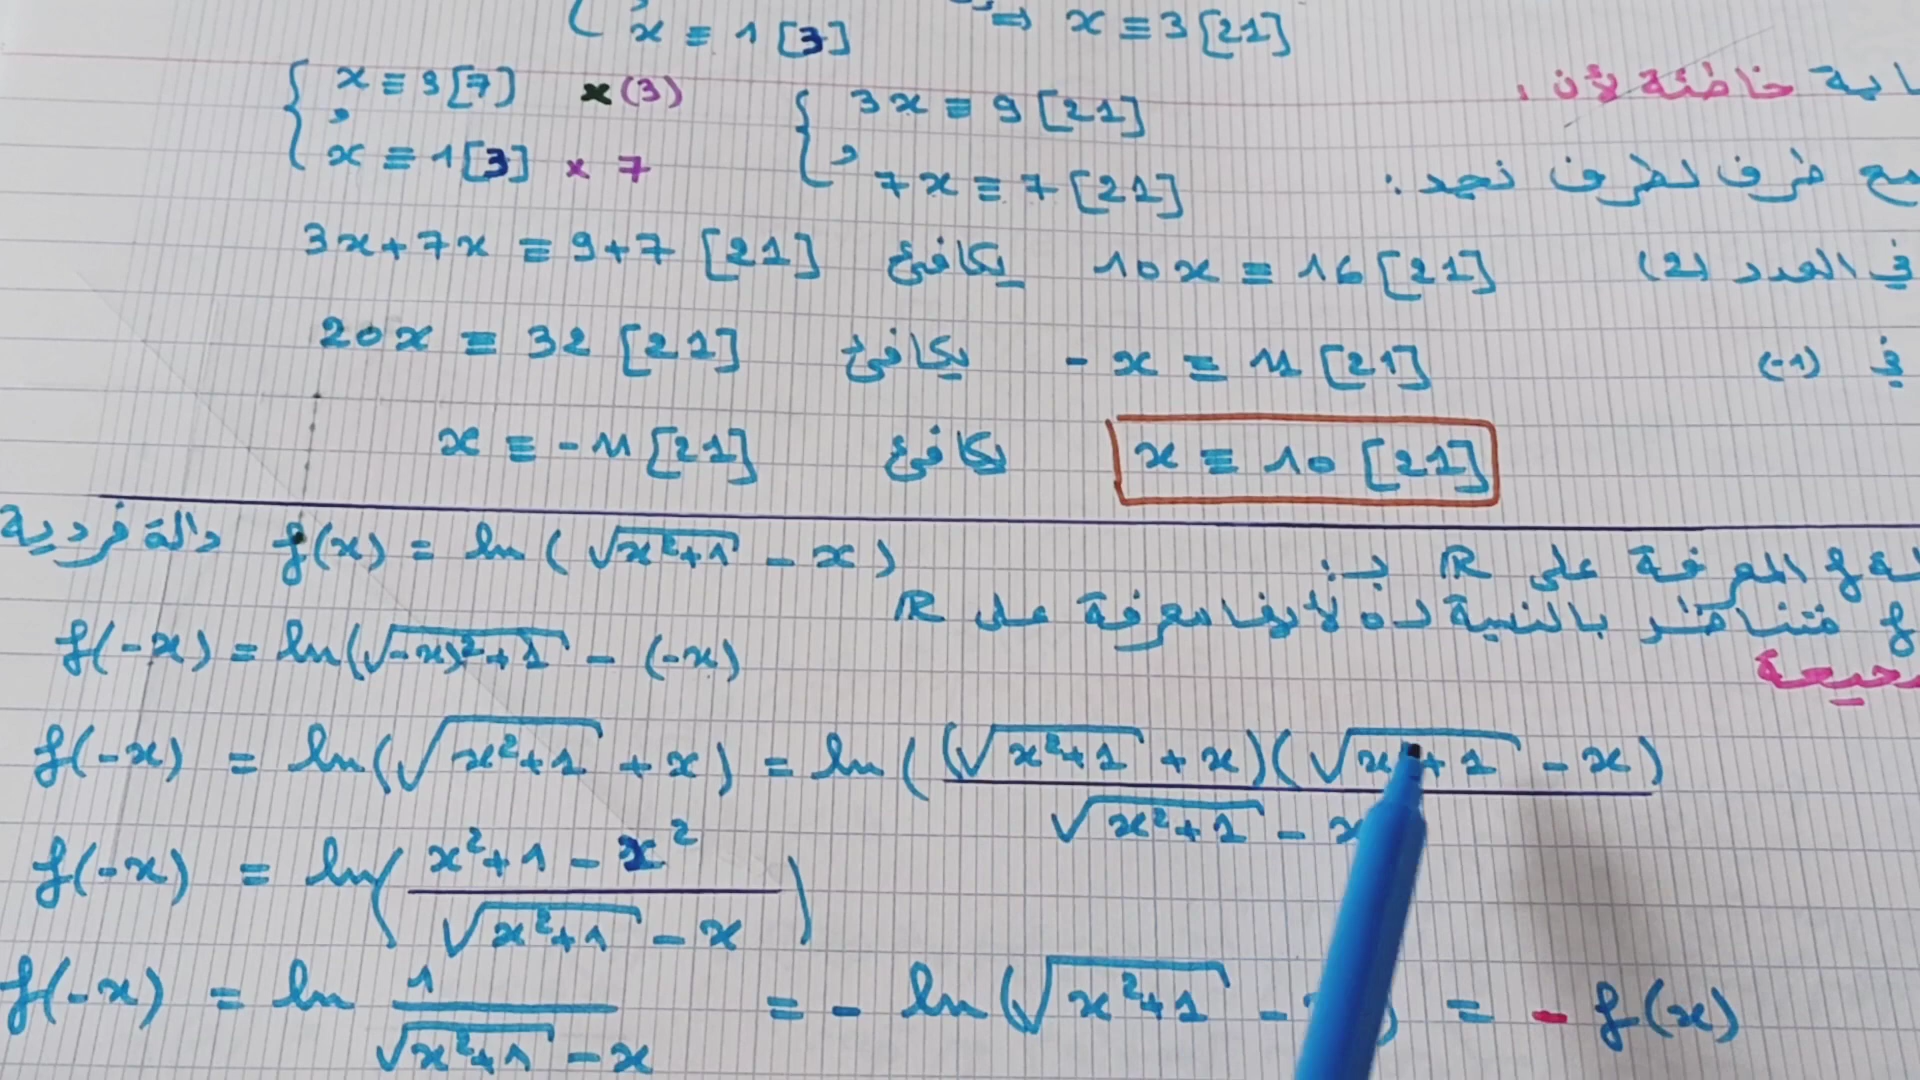 x ≡ 1 [3] ⇒ x ≡ 3 [21]
خاطئة لأن :
{ x ≡ 9 [7] × (3) { 3x ≡ 9 [21]
, x ≡ 1 [3] × 7 , 7x ≡ 7 [21]
طرف لطرف نجد :
3x + 7x ≡ 9 + 7 [21] يكافئ 10x ≡ 16 [21] في العدد (2)
20x ≡ 32 [21] يكافئ - x ≡ 11 [21] في (-1)
x ≡ -11 [21] يكافئ x ≡ 10 [21]
f المعرفة على R بـ : f(x) = ln(√(x²+1) - x) دالة فردية
f متناظر بالنسبة لـ 0 لأنها معرفة على R
f(-x) = ln(√(-x)²+1 - (-x)
f(-x) = ln(√(x²+1) + x) = ln((√(x²+1) + x)(√(x²+1) - x) / √(x²+1) - x
f(-x) = ln((x²+1 - x²) / (√(x²+1) - x))
f(-x) = ln 1 / (√(x²+1) - x) = - ln(√(x²+1) - ) = - f(x)